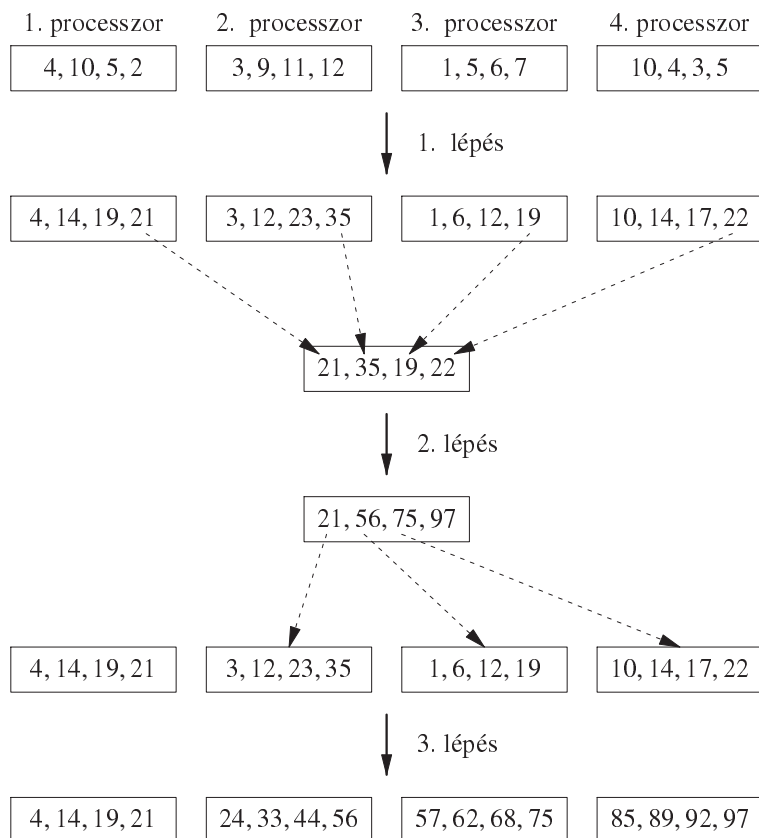 1. processzor 2. processzor 3. processzor 4. processzor
4, 10, 5, 2 3, 9, 11, 12 1, 5, 6, 7 10, 4, 3, 5
1. lépés
4, 14, 19, 21 3, 12, 23, 35 1, 6, 12, 19 10, 14, 17, 22
21, 35, 19, 22
2. lépés
21, 56, 75, 97
4, 14, 19, 21 3, 12, 23, 35 1, 6, 12, 19 10, 14, 17, 22
3. lépés
4, 14, 19, 21 24, 33, 44, 56 57, 62, 68, 75 85, 89, 92, 97